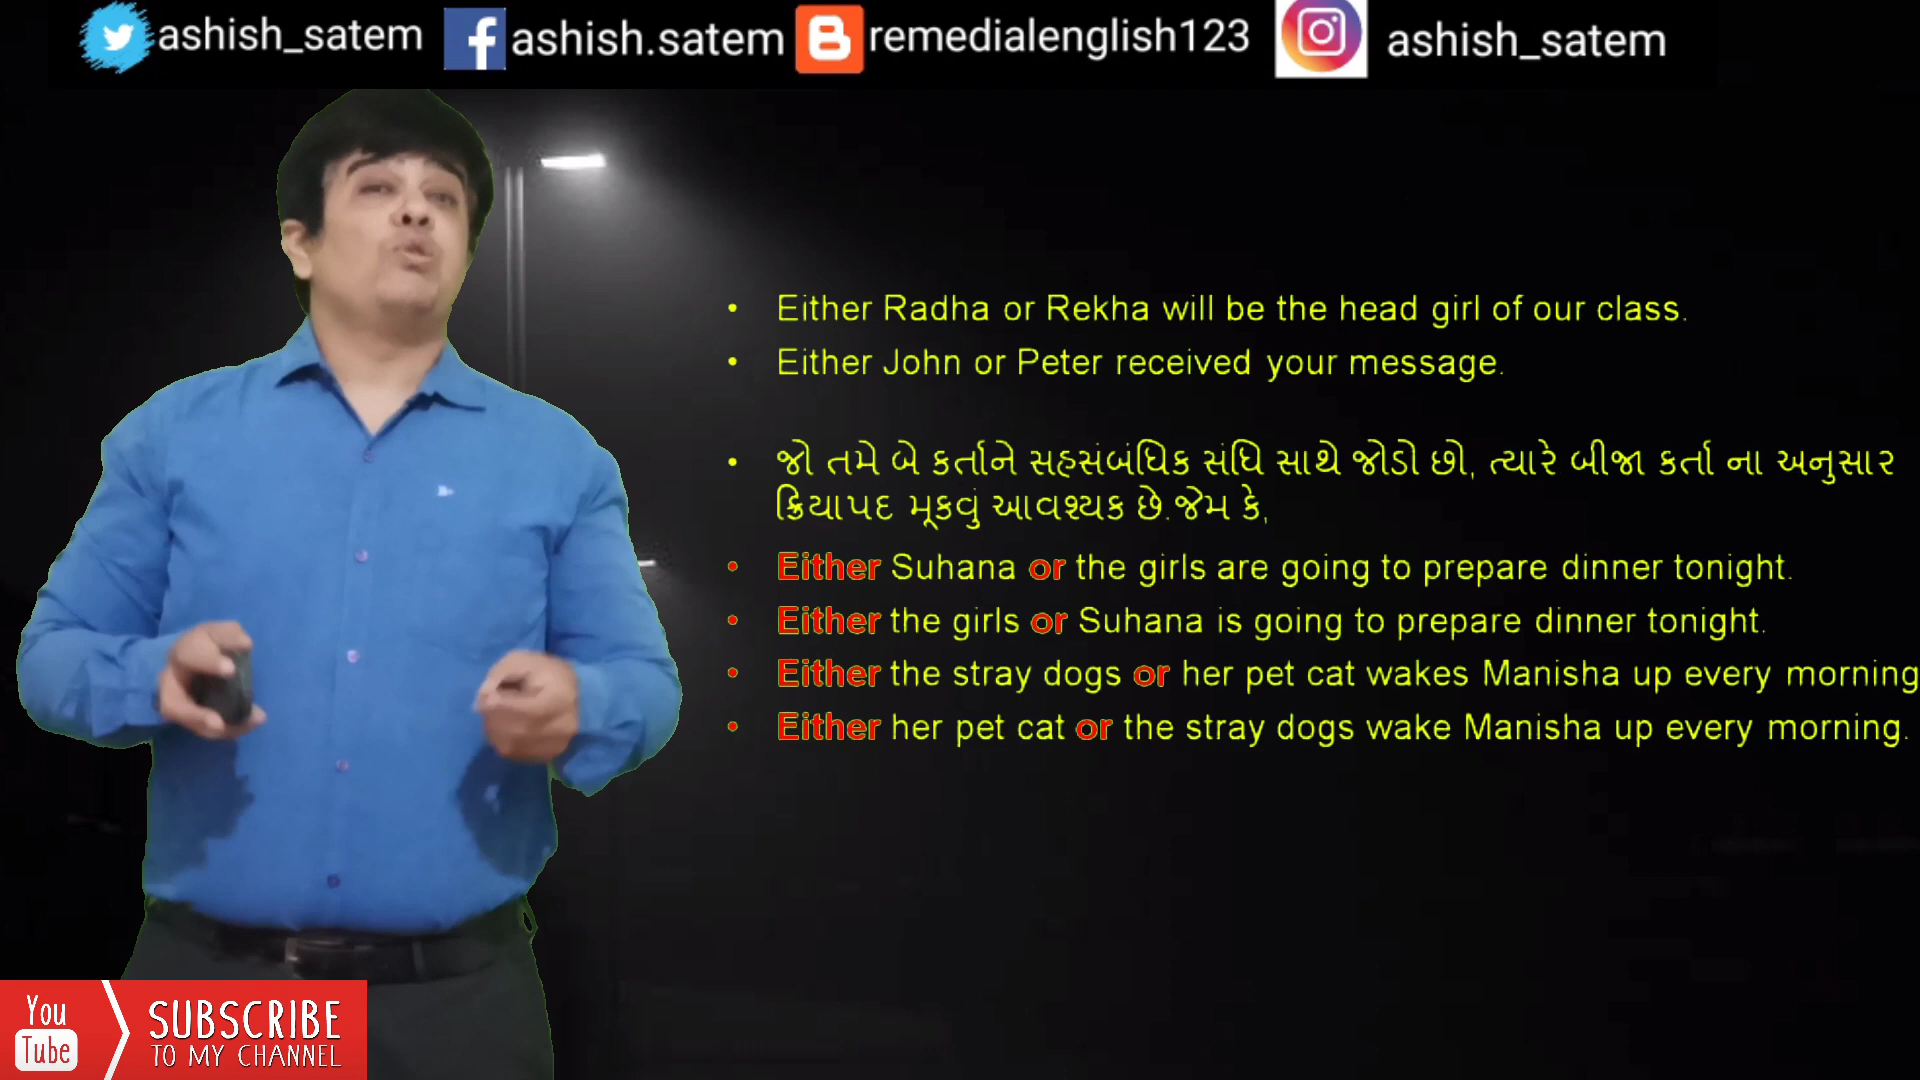 ashish_satem ashish.satem remedialenglish123 ashish_satem
• Either Radha or Rekha will be the head girl of our class.
• Either John or Peter received your message.
• જો તમે બે કર્તાને સહસંબંધિક સંધિ સાથે જોડો છો, ત્યારે બીજા કર્તા ના અનુસાર
ક્રિયાપદ મૂકવું આવશ્યક છે.જેમ કે,
• Either Suhana or the girls are going to prepare dinner tonight.
• Either the girls or Suhana is going to prepare dinner tonight.
• Either the stray dogs or her pet cat wakes Manisha up every morning
• Either her pet cat or the stray dogs wake Manisha up every morning.
You
Tube
SUBSCRIBE
TO MY CHANNEL